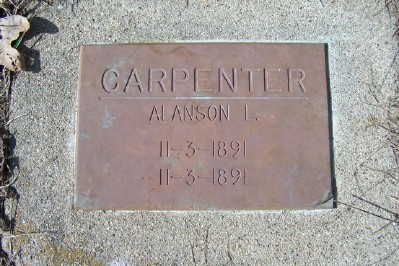 CARPENTER
ALANSON L.
11-3-1891
11-3-1891